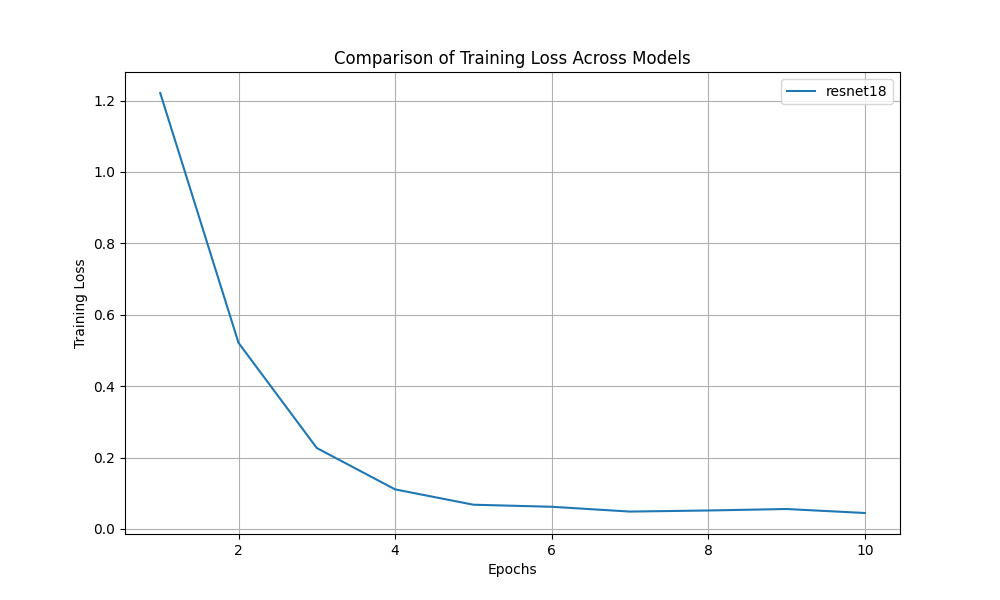 Comparison of Training Loss Across Models
resnet18
1.2
1.0
0.8
0.6
0.4
0.2
0.0
Training Loss
2 4 6 8 10
Epochs